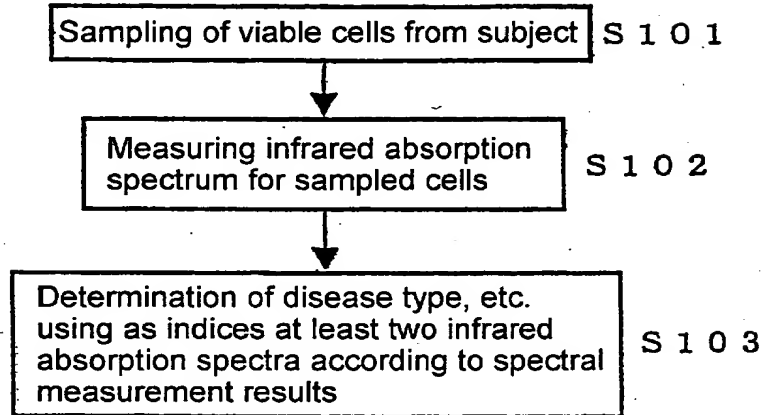 Sampling of viable cells from subject S 1 0 1
Measuring infrared absorption
spectrum for sampled cells
S 1 0 2
Determination of disease type, etc.
using as indices at least two infrared
absorption spectra according to spectral
measurement results
S 1 0 3